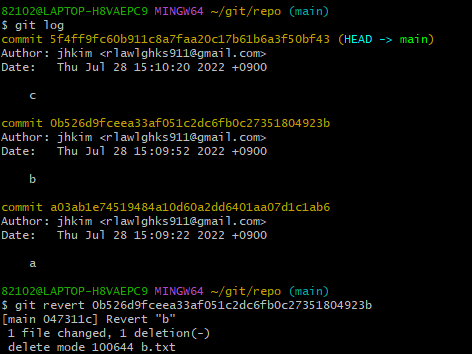 82102@LAPTOP-H8VAEPC9 MINGW64 ~/git/repo (main)
$ git log
commit 5f4ff9fc60b911c8a7faa20c17b61b6a3f50bf43 (HEAD -> main)
Author: jhkim <rlawlghks911@gmail.com>
Date:   Thu Jul 28 15:10:20 2022 +0900
c
commit 0b526d9fceea33af051c2dc6fb0c27351804923b
Author: jhkim <rlawlghks911@gmail.com>
Date:   Thu Jul 28 15:09:52 2022 +0900
b
commit a03ab1e74519484a10d60a2dd6401aa07d1c1ab6
Author: jhkim <rlawlghks911@gmail.com>
Date:   Thu Jul 28 15:09:22 2022 +0900
a
82102@LAPTOP-H8VAEPC9 MINGW64 ~/git/repo (main)
$ git revert 0b526d9fceea33af051c2dc6fb0c27351804923b
[main 047311c] Revert "b"
1 file changed, 1 deletion(-)
delete mode 100644 b.txt